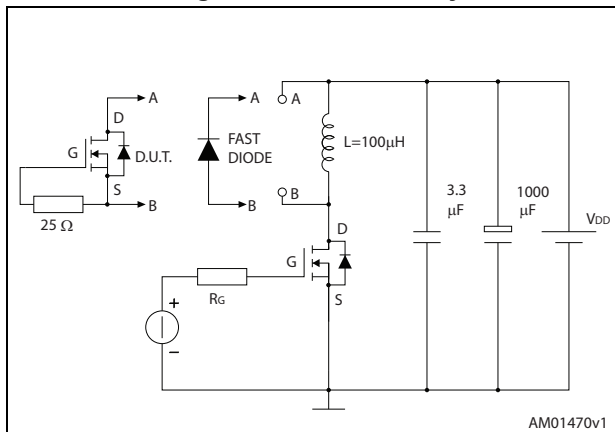 A
A
A
D
G
D.U.T.
S
B
25 Ω
FAST
DIODE
B
B
L=100µH
3.3
µF
1000
µF
VDD
D
G
S
RG
+
–
AM01470v1